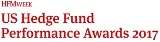 HFMWEEK
US Hedge Fund
Performance Awards 2017